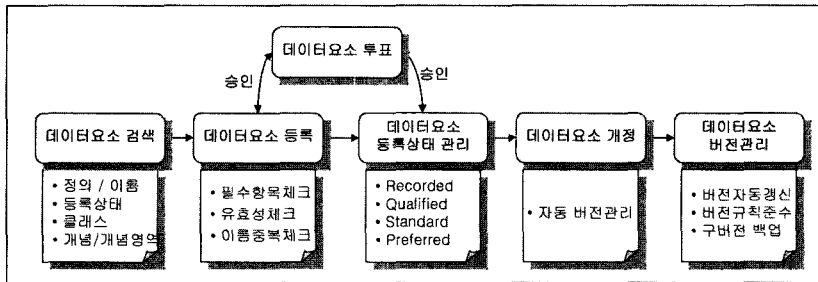 데이터요소 투표
승인
승인
데이터요소 검색
데이터요소 등록
데이터요소
등록상태 관리
데이터요소 개정
데이터요소
버전관리
• 정의 / 이름
• 등록상태
• 클래스
• 개념/개념영역
• 필수항목체크
• 유효성체크
• 이름중복체크
• Recorded
• Qualified
• Standard
• Preferred
• 자동 버전관리
• 버전자동갱신
• 버전규칙준수
• 구버전 백업